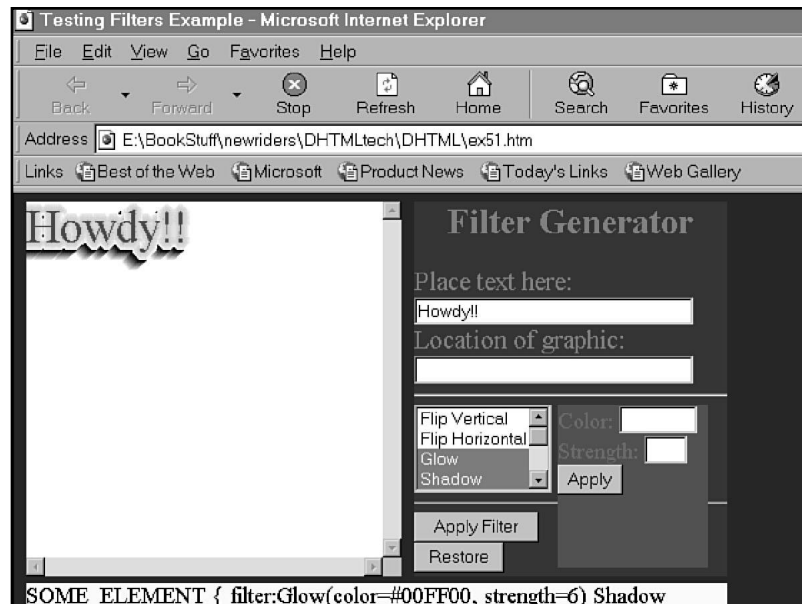 Testing Filters Example - Microsoft Internet Explorer
File Edit View Go Favorites Help
Back Forward Stop Refresh Home Search Favorites History
Address E:\BookStuff\newriders\DHTMLtech\DHTML\ex51.htm
Links Best of the Web Microsoft Product News Today's Links Web Gallery
Howdy!!
Filter Generator
Place text here:
Howdy!!
Location of graphic:
Flip Vertical
Flip Horizontal
Glow
Shadow
Color:
Strength:
Apply
Apply Filter
Restore
SOME_ELEMENT { filter:Glow(color=#00FF00, strength=6) Shadow